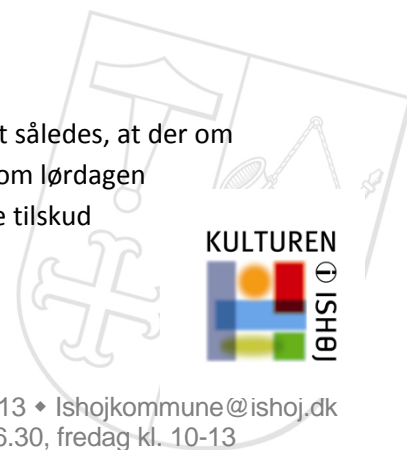 t således, at der om
om lørdagen
e tilskud
KULTUREN
i ISHØJ
13 ◆ Ishojkommune@ishoj.dk
6.30, fredag kl. 10-13